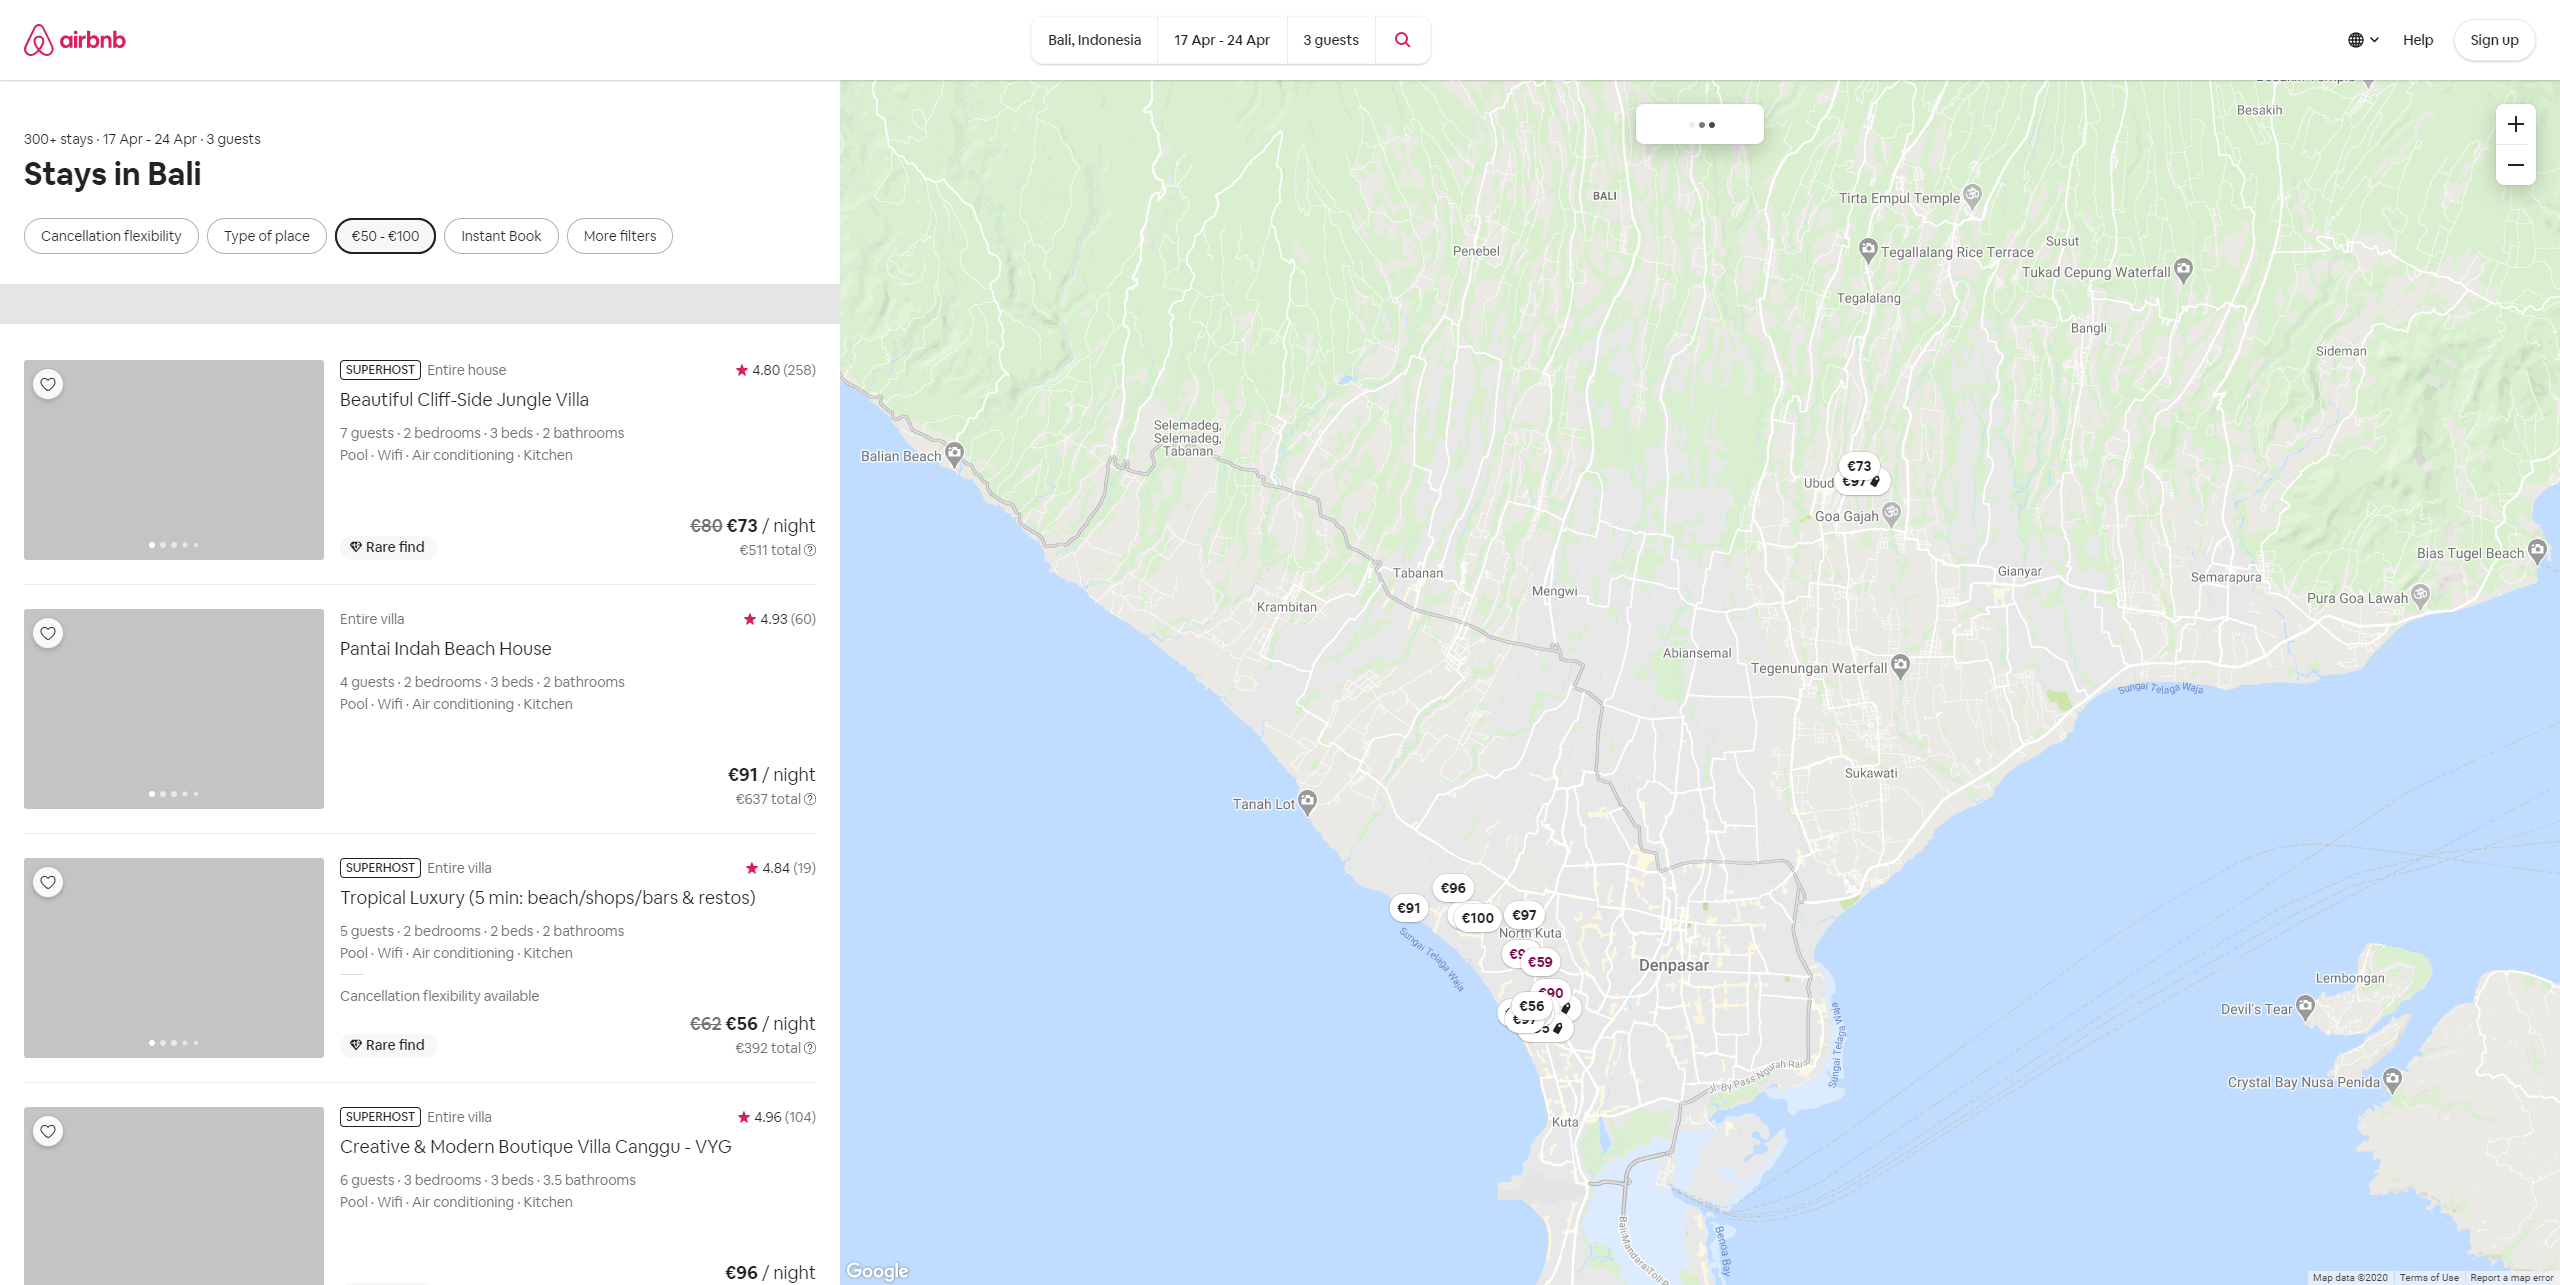 airbnb
Bali, Indonesia
17 Apr - 24 Apr
3 guests
Help
Sign up
300+ stays · 17 Apr - 24 Apr · 3 guests
Stays in Bali
Cancellation flexibility
Type of place
€50 - €100
Instant Book
More filters
SUPERHOST Entire house
4.80 (258)
Beautiful Cliff-Side Jungle Villa
7 guests · 2 bedrooms · 3 beds · 2 bathrooms
Pool · Wifi · Air conditioning · Kitchen
€80 €73 / night
Rare find
€511 total
Entire villa
4.93 (60)
Pantai Indah Beach House
4 guests · 2 bedrooms · 3 beds · 2 bathrooms
Pool · Wifi · Air conditioning · Kitchen
€91 / night
€637 total
SUPERHOST Entire villa
4.84 (19)
Tropical Luxury (5 min: beach/shops/bars & restos)
5 guests · 2 bedrooms · 2 beds · 2 bathrooms
Pool · Wifi · Air conditioning · Kitchen
Cancellation flexibility available
€62 €56 / night
Rare find
€392 total
SUPERHOST Entire villa
4.96 (104)
Creative & Modern Boutique Villa Canggu - VYG
6 guests · 3 bedrooms · 3 beds · 3.5 bathrooms
Pool · Wifi · Air conditioning · Kitchen
€96 / night
Besakih
BALI
Tirta Empul Temple
Penebel
Tegallalang Rice Terrace
Susut
Tukad Cepung Waterfall
Tegalalang
Bangli
Sideman
Selemadeg,
Selemadeg,
Tabanan
Balian Beach
€73
Ubud
€97
Goa Gajah
Bias Tugel Beach
Tabanan
Mengwi
Gianyar
Semarapura
Krambitan
Pura Goa Lawah
Abiansemal
Tegenungan Waterfall
Sungai Telaga Waja
Sukawati
Tanah Lot
€96
€91
€100
€97
North Kuta
Sungai Telaga Waja
€59
Denpasar
€90
€56
€97
Lembongan
Devil's Tear
Sungai Telaga Waja
Jl. By Pass Ngurah Rai
Crystal Bay Nusa Penida
Kuta
Benoa Bay
Google
Map data ©2020
Terms of Use
Report a map error